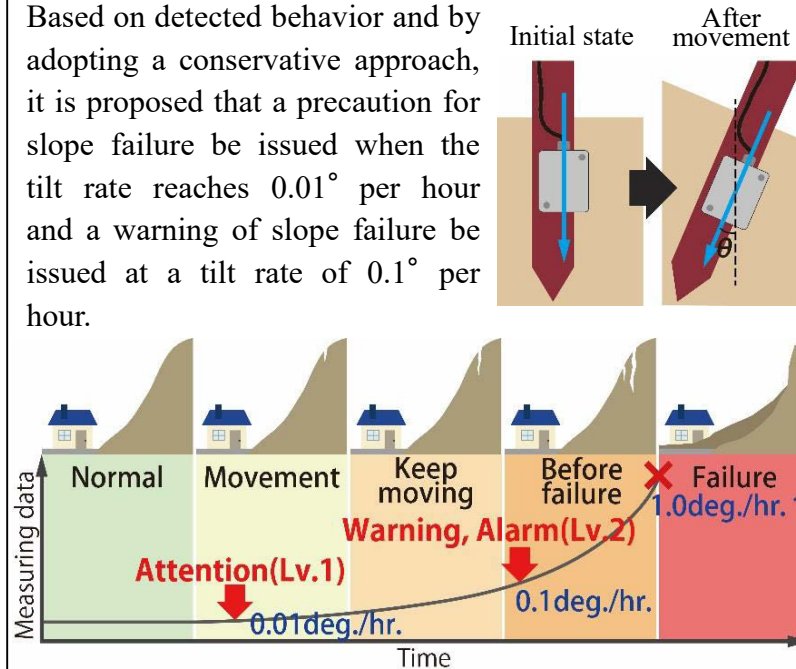 Based on detected behavior and by
adopting a conservative approach,
it is proposed that a precaution for
slope failure be issued when the
tilt rate reaches 0.01° per hour
and a warning of slope failure be
issued at a tilt rate of 0.1° per
hour.
Initial state
After
movement
θ
Normal
Movement
Keep
moving
Before
failure
Failure
1.0deg./hr.
Warning, Alarm(Lv.2)
Attention(Lv.1)
0.1deg./hr.
0.01deg./hr.
Measuring data
Time